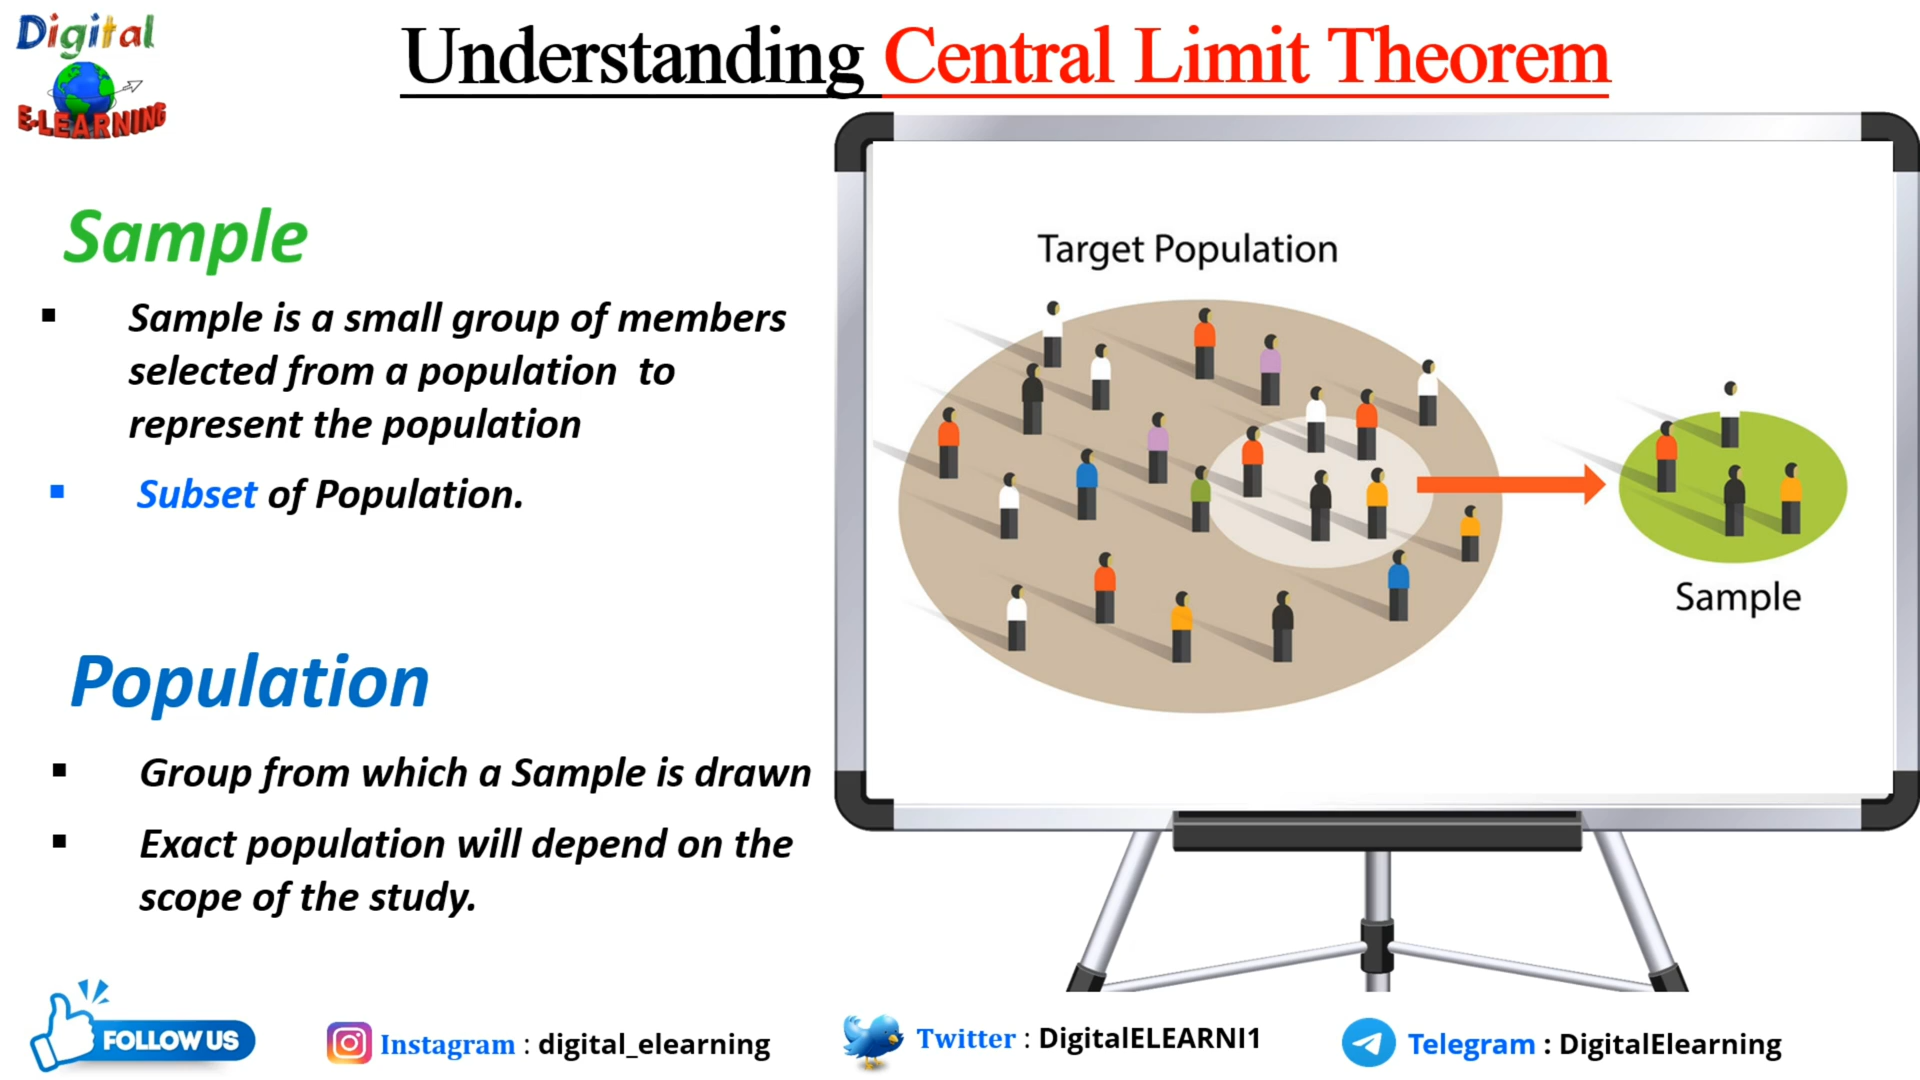 Digital
E-LEARNING
Understanding Central Limit Theorem
Sample
▪ Sample is a small group of members
selected from a population to
represent the population
▪ Subset of Population.
Population
▪ Group from which a Sample is drawn
▪ Exact population will depend on the
scope of the study.
Target Population
Sample
FOLLOW US
Instagram : digital_elearning
Twitter : DigitalELEARNI1
Telegram : DigitalElearning